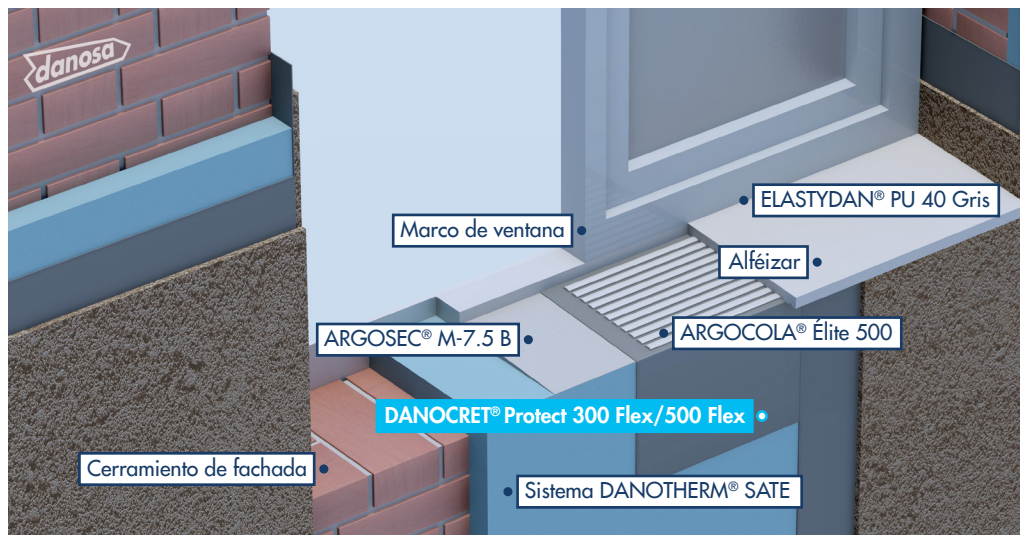 danosa
ELASTYDAN® PU 40 Gris
Marco de ventana
Alféizar
ARGOSEC® M-7.5 B
ARGOCOLA® Élite 500
DANOCRET® Protect 300 Flex/500 Flex
Cerramiento de fachada
Sistema DANOTHERM® SATE